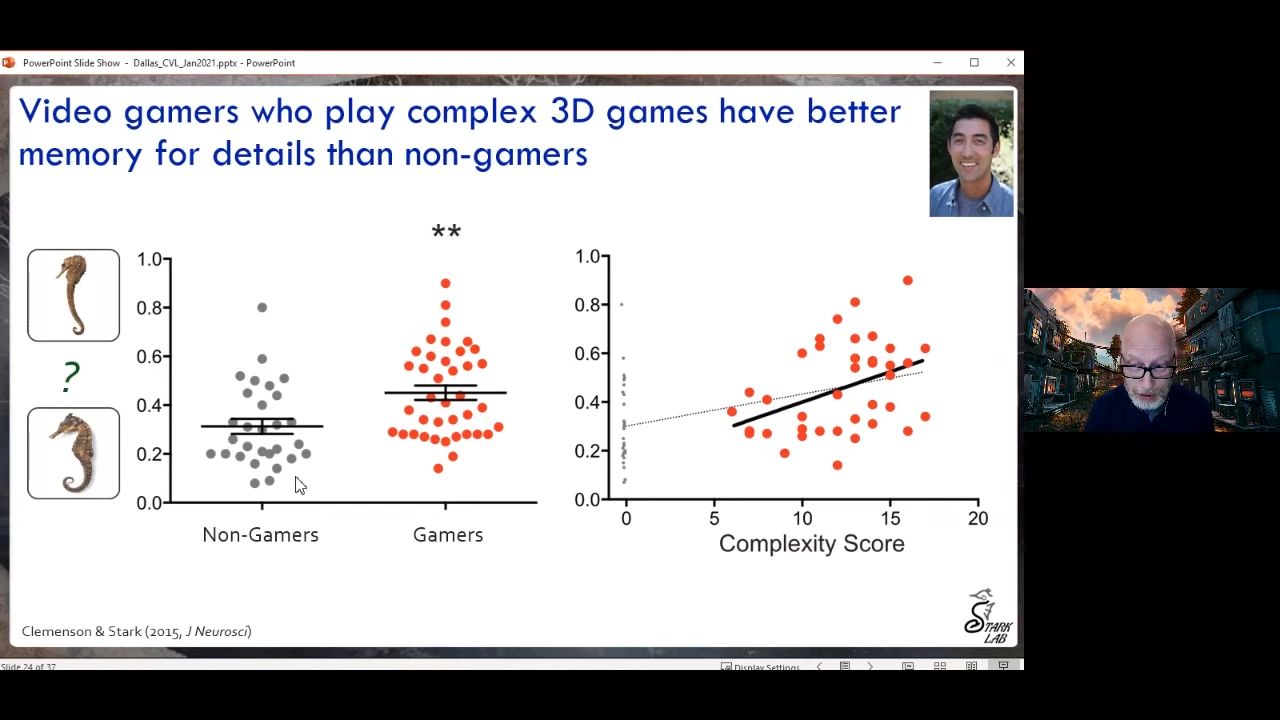 PowerPoint Slide Show - Dallas_CVL_Jan2021.pptx - PowerPoint
Video gamers who play complex 3D games have better
memory for details than non-gamers
**
?
1.0
0.8
0.6
0.4
0.2
0.0
Non-Gamers
Gamers
1.0
0.8
0.6
0.4
0.2
0.0
0
5
10
15
20
Complexity Score
Clemenson & Stark (2015, J Neurosci)
STARK
LAB
Slide 24 of 37
Display Settings